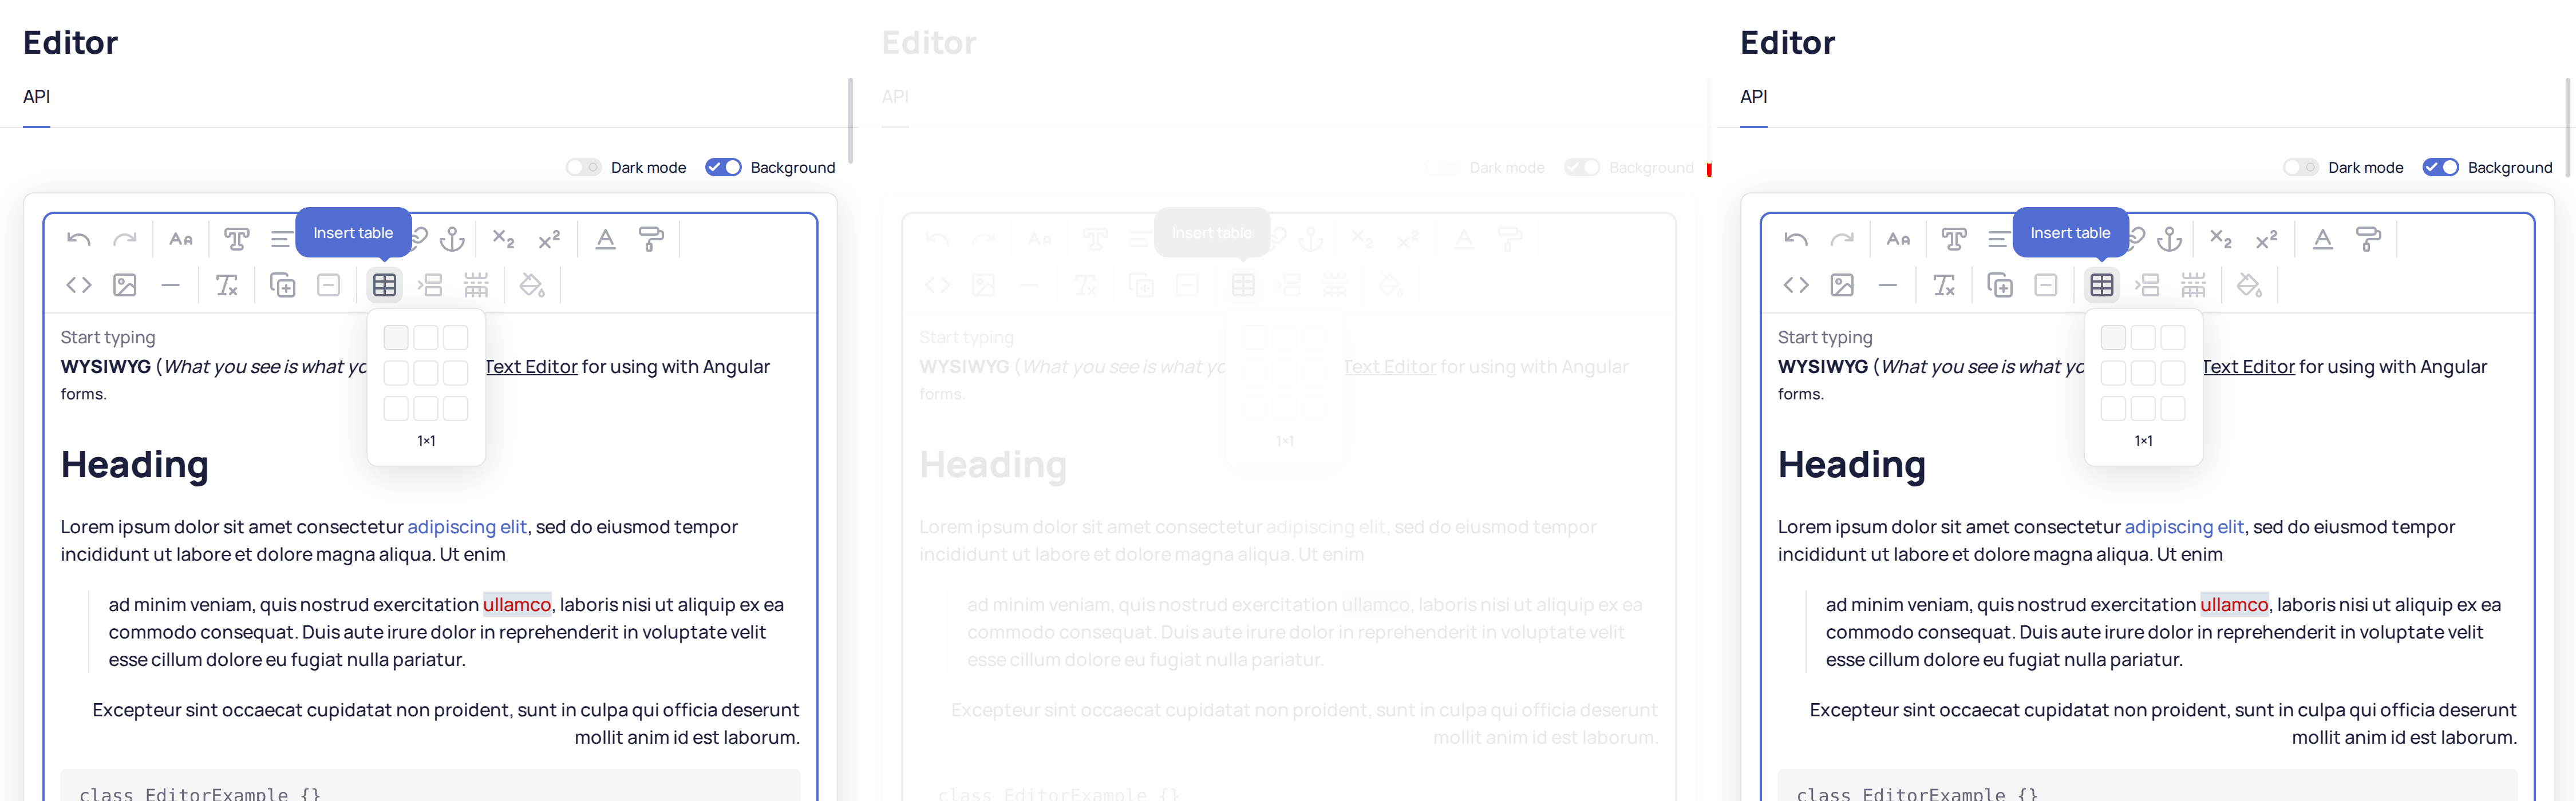 Editor
API
Dark mode Background
Insert table
Start typing
WYSIWYG (What you see is what yo Text Editor for using with Angular
forms.
1×1
Heading
Lorem ipsum dolor sit amet consectetur adipiscing elit, sed do eiusmod tempor
incididunt ut labore et dolore magna aliqua. Ut enim
ad minim veniam, quis nostrud exercitation ullamco, laboris nisi ut aliquip ex ea
commodo consequat. Duis aute irure dolor in reprehenderit in voluptate velit
esse cillum dolore eu fugiat nulla pariatur.
Excepteur sint occaecat cupidatat non proident, sunt in culpa qui officia deserunt
mollit anim id est laborum.
class EditorExample {}
Editor
API
Dark mode Background
Insert table
Start typing
WYSIWYG (What you see is what yo Text Editor for using with Angular
forms.
1×1
Heading
Lorem ipsum dolor sit amet consectetur adipiscing elit, sed do eiusmod tempor
incididunt ut labore et dolore magna aliqua. Ut enim
ad minim veniam, quis nostrud exercitation ullamco, laboris nisi ut aliquip ex ea
commodo consequat. Duis aute irure dolor in reprehenderit in voluptate velit
esse cillum dolore eu fugiat nulla pariatur.
Excepteur sint occaecat cupidatat non proident, sunt in culpa qui officia deserunt
mollit anim id est laborum.
class EditorExample {}
Editor
API
Dark mode Background
Insert table
Start typing
WYSIWYG (What you see is what yo Text Editor for using with Angular
forms.
1×1
Heading
Lorem ipsum dolor sit amet consectetur adipiscing elit, sed do eiusmod tempor
incididunt ut labore et dolore magna aliqua. Ut enim
ad minim veniam, quis nostrud exercitation ullamco, laboris nisi ut aliquip ex ea
commodo consequat. Duis aute irure dolor in reprehenderit in voluptate velit
esse cillum dolore eu fugiat nulla pariatur.
Excepteur sint occaecat cupidatat non proident, sunt in culpa qui officia deserunt
mollit anim id est laborum.
class EditorExample {}